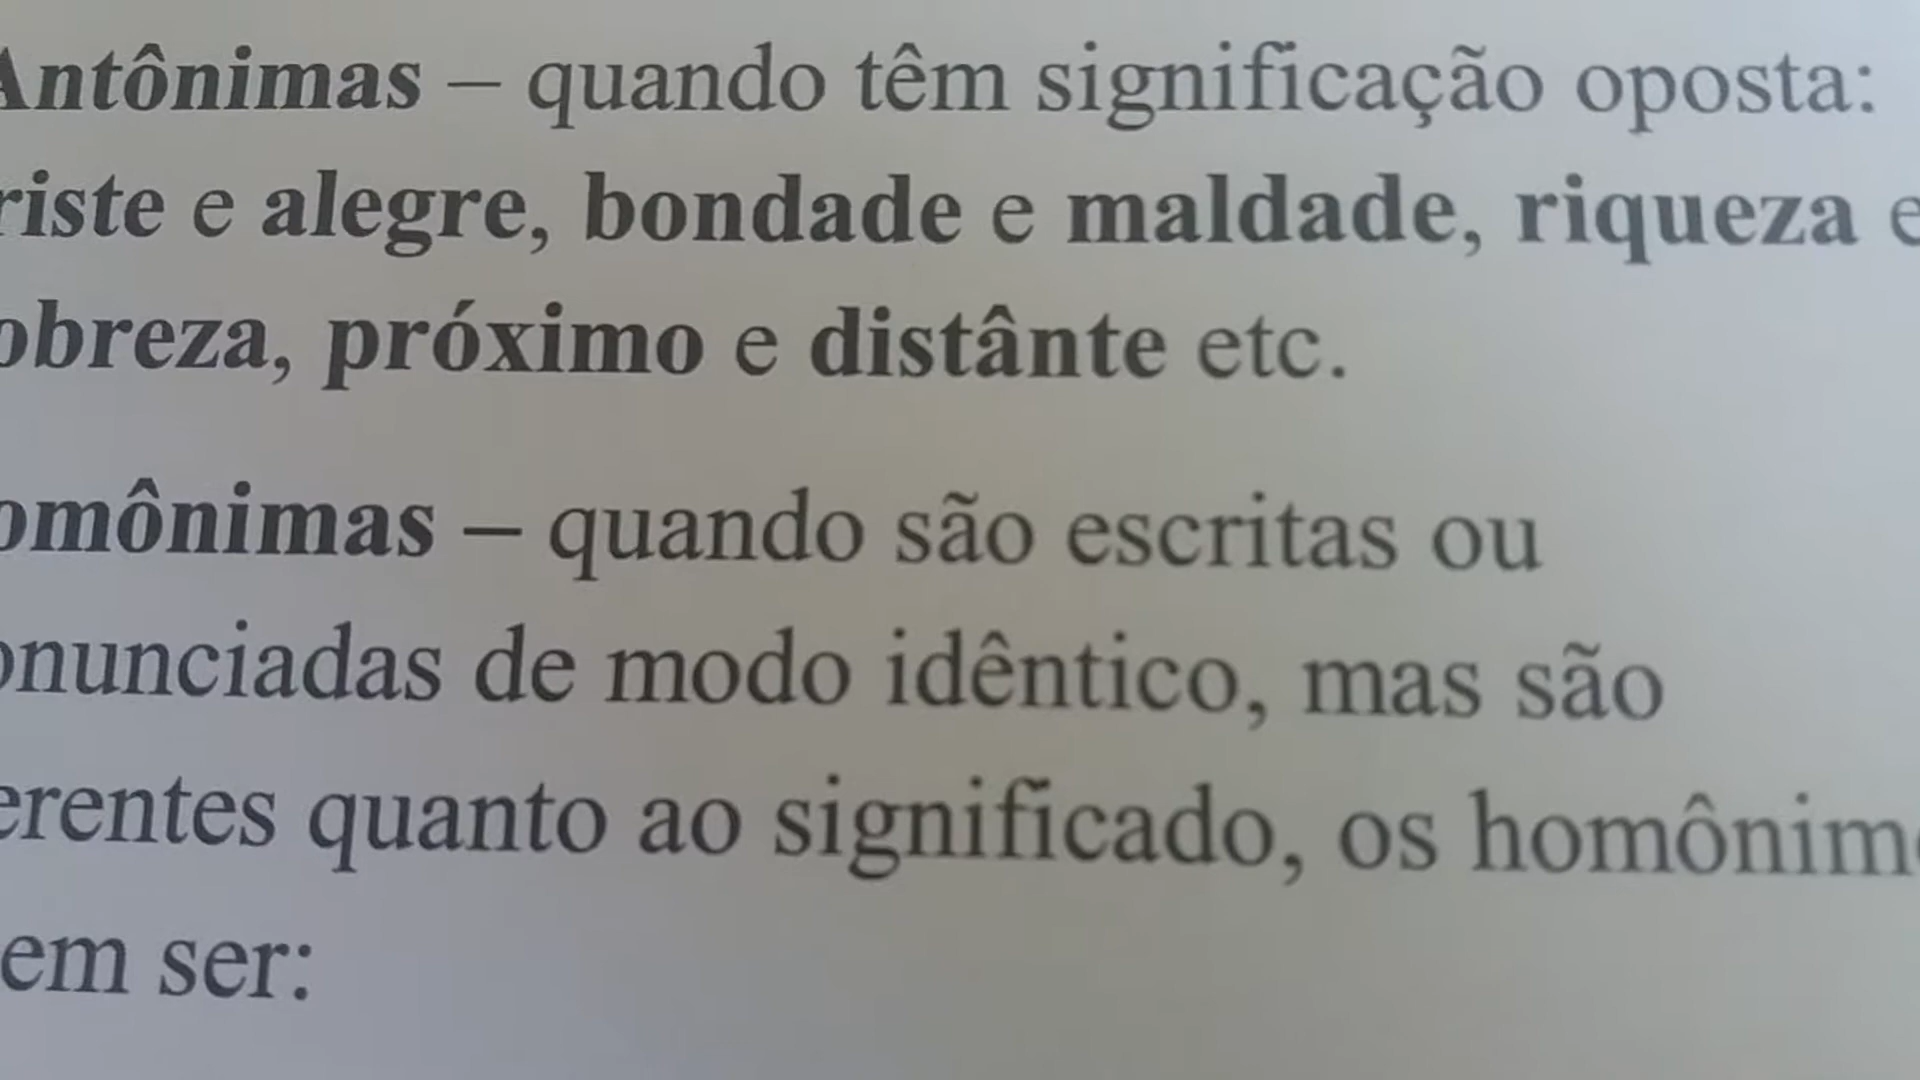 Antônimas – quando têm significação oposta:
riste e alegre, bondade e maldade, riqueza e
obreza, próximo e distânte etc.
omônimas – quando são escritas ou
onunciadas de modo idêntico, mas são
erentes quanto ao significado, os homônim
em ser: